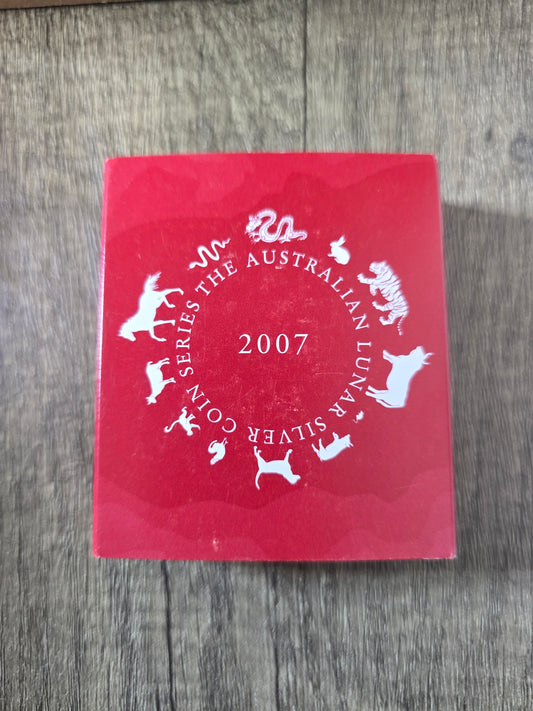 THE AUSTRALIAN LUNAR SILVER COIN SERIES
2007